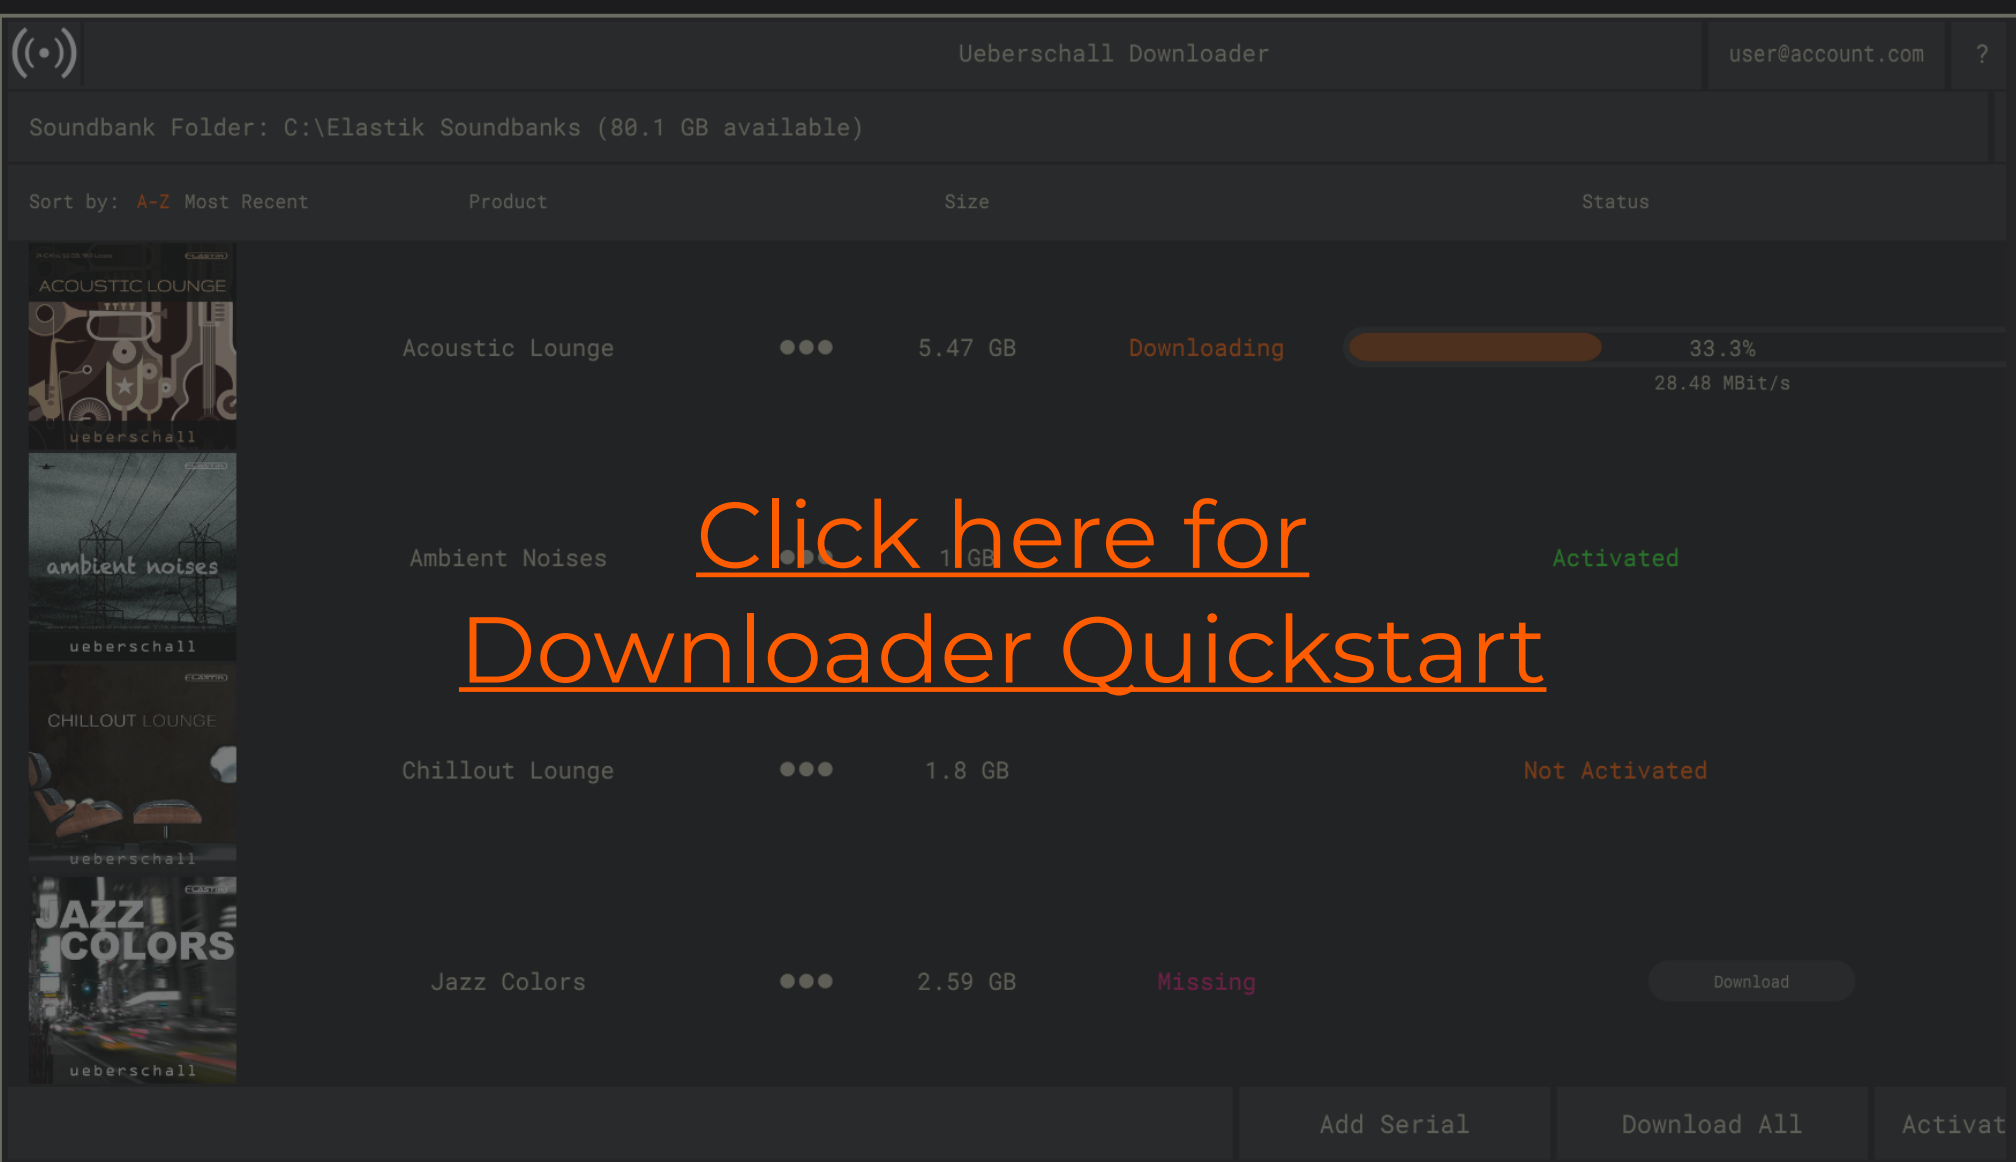 Ueberschall Downloader
user@account.com
?
Soundbank Folder: C:\Elastik Soundbanks (80.1 GB available)
Sort by: A-Z Most Recent
Product
Size
Status
ACOUSTIC LOUNGE
ueberschall
Acoustic Lounge
5.47 GB
Downloading
33.3%
28.48 MBit/s
Click here for
Downloader Quickstart
ambient noises
ueberschall
Ambient Noises
1 GB
Activated
CHILLOUT LOUNGE
ueberschall
Chillout Lounge
1.8 GB
Not Activated
JAZZ
COLORS
ueberschall
Jazz Colors
2.59 GB
Missing
Download
Add Serial
Download All
Activat